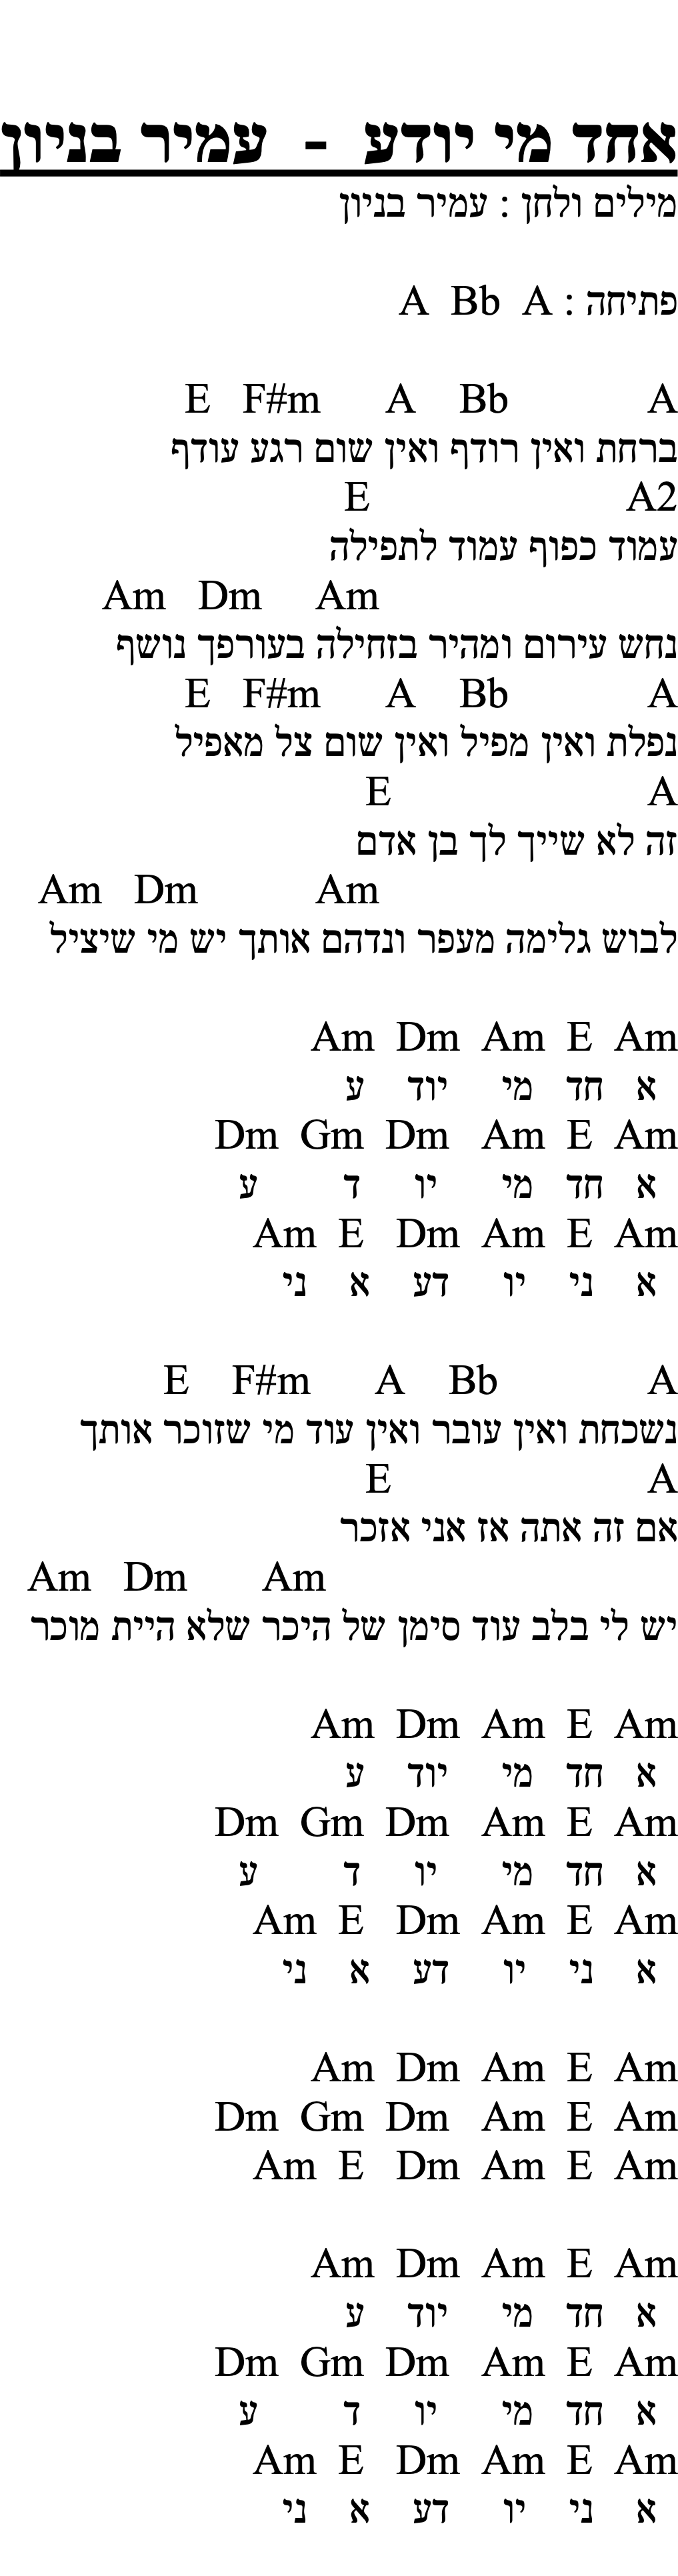 אחד מי יודע - עמיר בניון
מילים ולחן : עמיר בניון
פתיחה : A Bb A
E F#m A Bb A
ברחת ואין רודף ואין שום רגע עודף
E A2
עמוד כפוף עמוד לתפילה
Am Dm Am
נחש עירום ומהיר בזחילה בעורפך נושף
E F#m A Bb A
נפלת ואין מפיל ואין שום צל מאפיל
E A
זה לא שייך לך בן אדם
Am Dm Am
לבוש גלימה מעפר ונדהם אותך יש מי שיציל
Am Dm Am E Am
א חד מי יוד ע
Dm Gm Dm Am E Am
א חד מי יו ד ע
Am E Dm Am E Am
א ני יו דע א ני
E F#m A Bb A
נשכחת ואין עובר ואין עוד מי שזוכר אותך
E A
אם זה אתה אז אני אזכר
Am Dm Am
יש לי בלב עוד סימן של היכר שלא היית מוכר
Am Dm Am E Am
א חד מי יוד ע
Dm Gm Dm Am E Am
א חד מי יו ד ע
Am E Dm Am E Am
א ני יו דע א ני
Am Dm Am E Am
Dm Gm Dm Am E Am
Am E Dm Am E Am
Am Dm Am E Am
א חד מי יוד ע
Dm Gm Dm Am E Am
א חד מי יו ד ע
Am E Dm Am E Am
א ני יו דע א ני